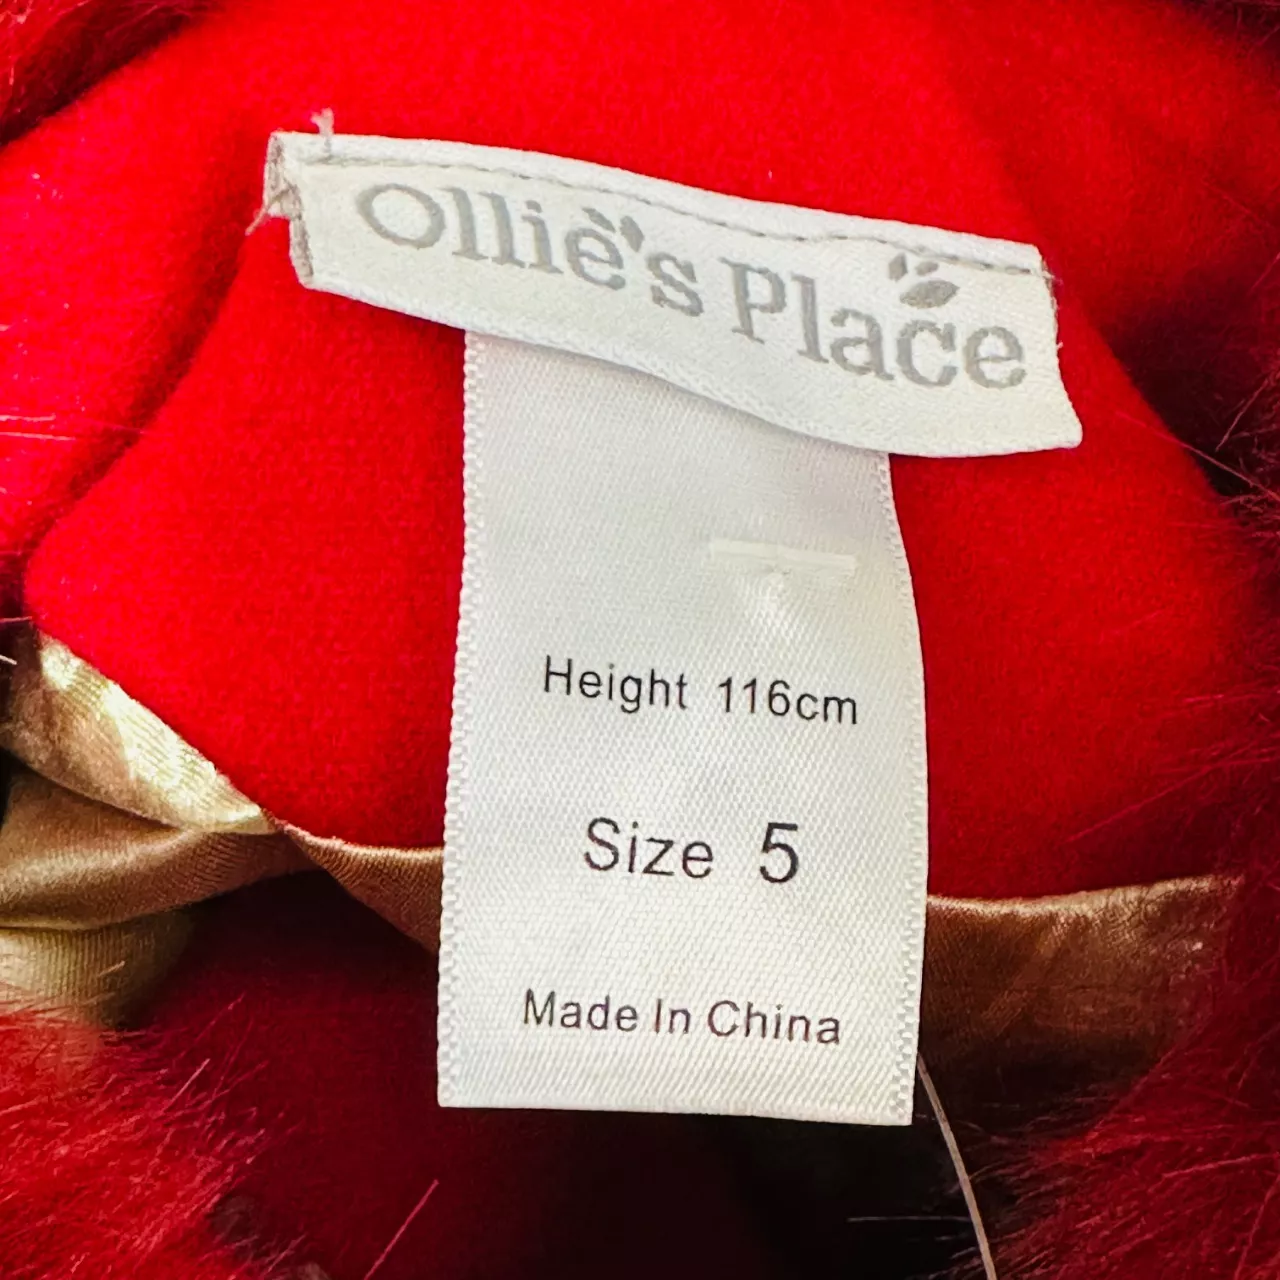 Ollie's Place
Height 116cm
Size 5
Made In China